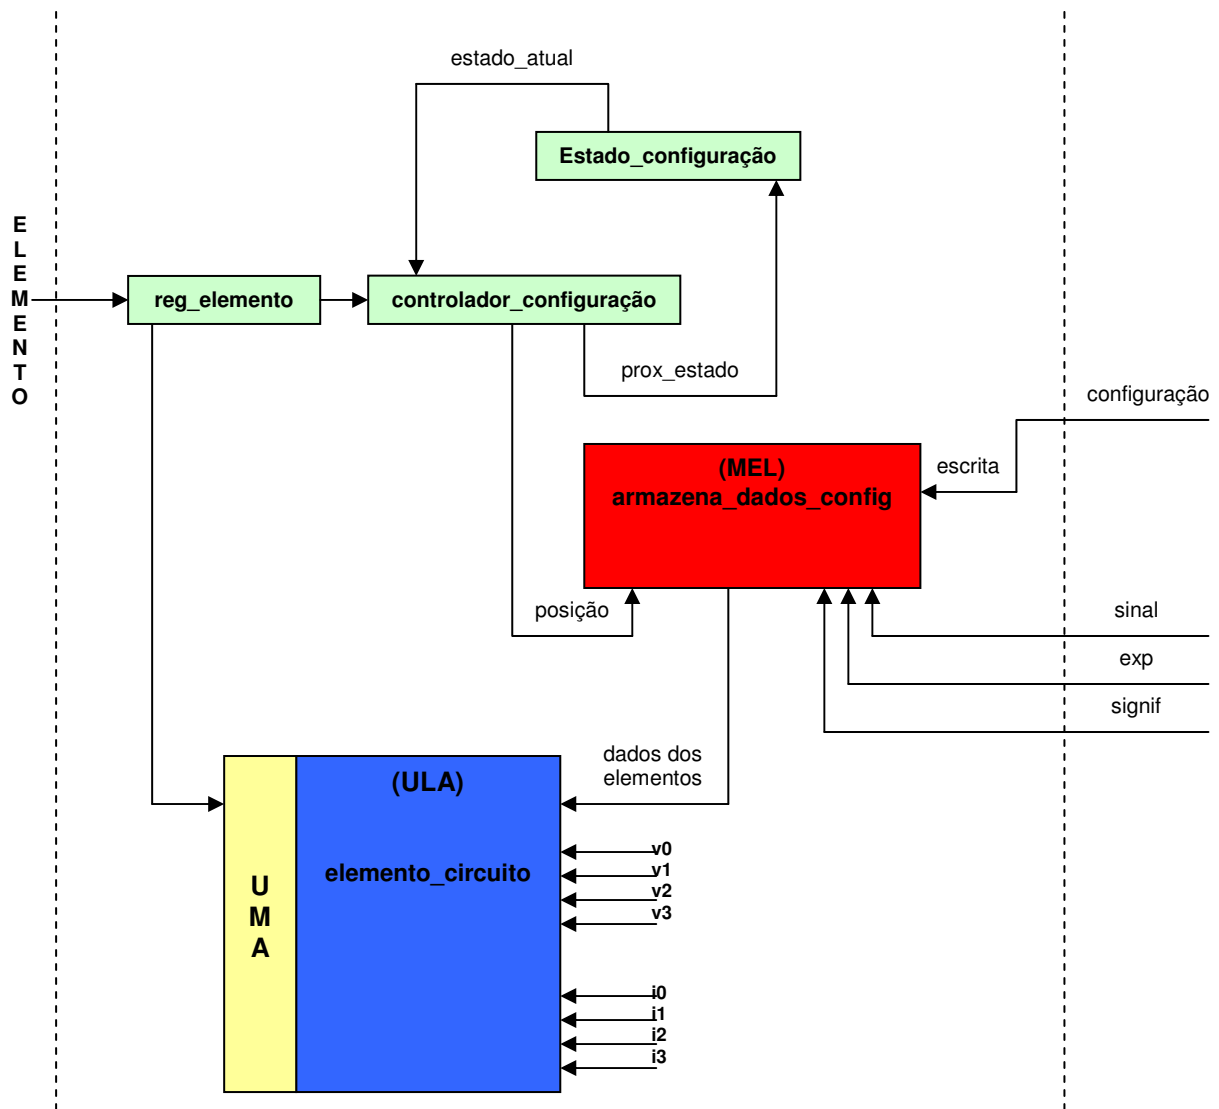 estado_atual
Estado_configuração
E
L
E
M
E
N
T
O
reg_elemento
controlador_configuração
prox_estado
configuração
(MEL)
armazena_dados_config
escrita
posição
sinal
exp
signif
dados dos
elementos
(ULA)
elemento_circuito
U
M
A
v0
v1
v2
v3
i0
i1
i2
i3